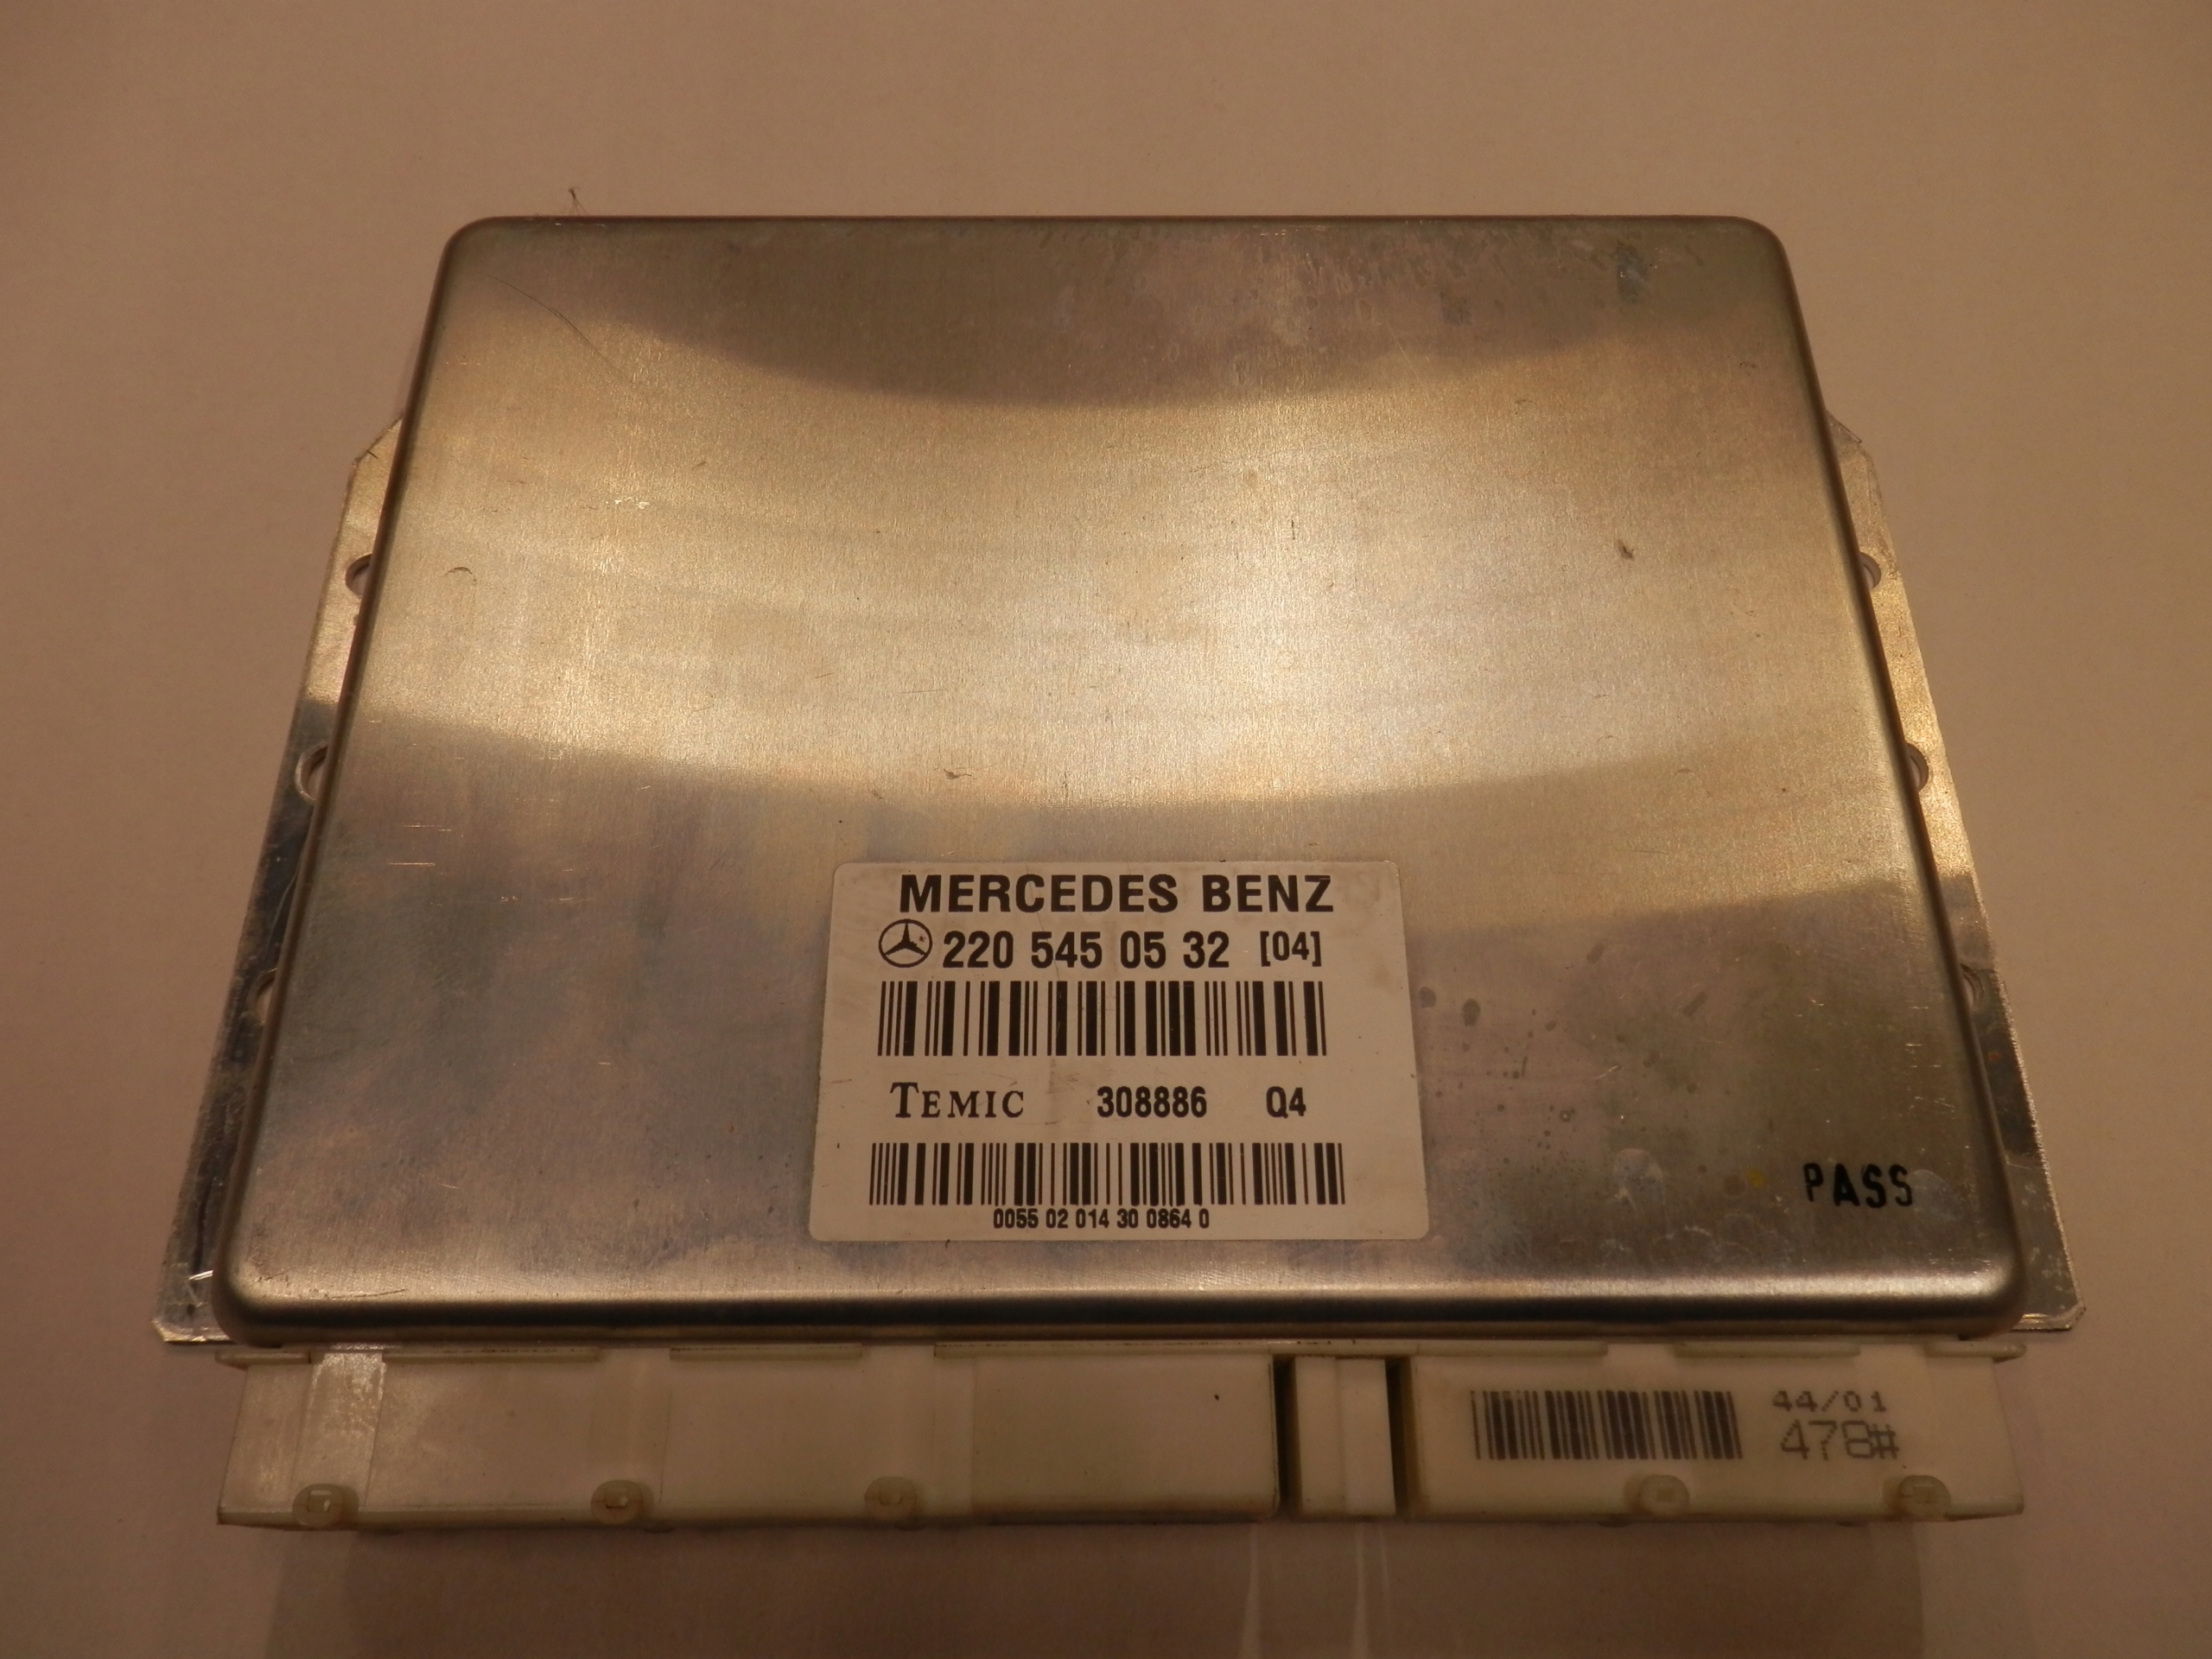 MERCEDES BENZ
220 545 05 32 [04]
TEMIC 308886 Q4
0055 02 014 30 0864 0
PASS
44/01
478#